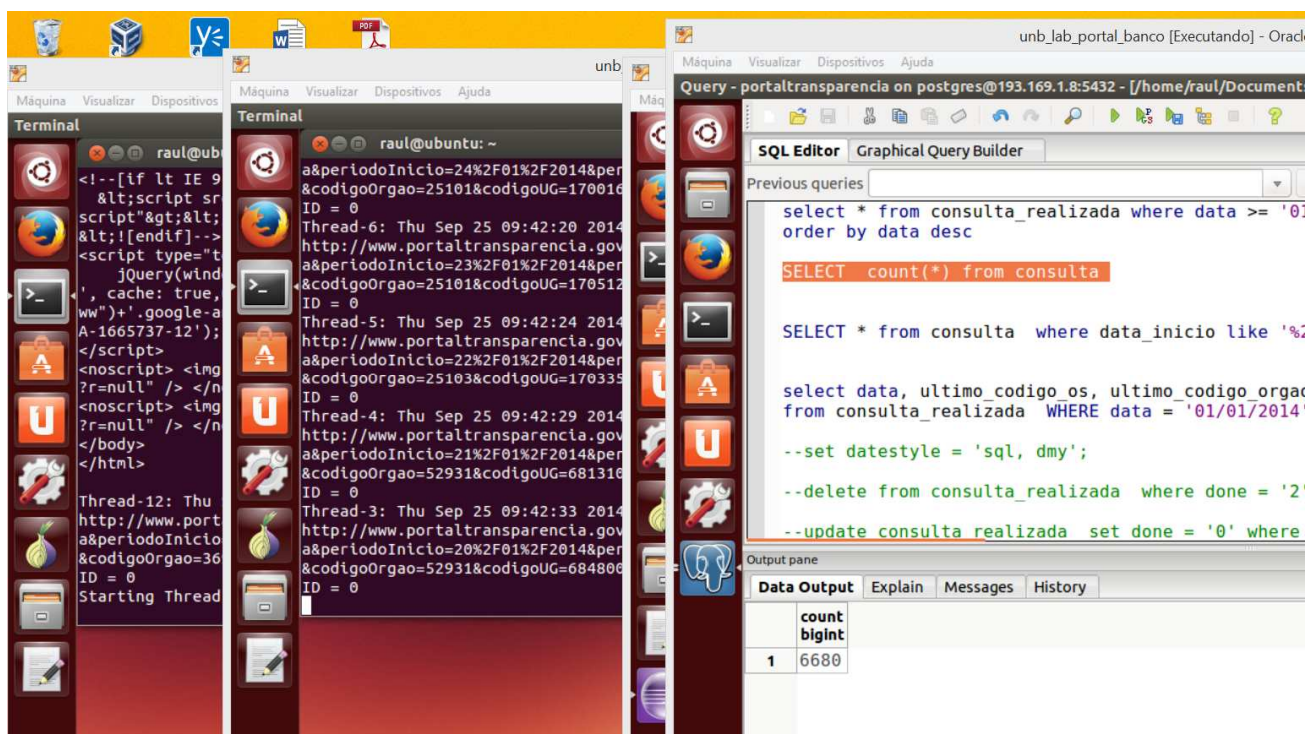 PDF
unb_lab_portal_banco [Executando] - Oracl
Máquina Visualizar Dispositivos Ajuda
Query - portaltransparencia on postgres@193.169.1.8:5432 - [/home/raul/Document
SQL Editor Graphical Query Builder
Previous queries
select * from consulta_realizada where data >= '01
order by data desc
SELECT count(*) from consulta
SELECT * from consulta where data_inicio like '%2
select data, ultimo_codigo_os, ultimo_codigo_orgao
from consulta_realizada WHERE data = '01/01/2014'
--set datestyle = 'sql, dmy';
--delete from consulta_realizada where done = '2'
--update consulta realizada set done = '0' where
Output pane
Data Output Explain Messages History
count
bigint
1 6680
unb
Máquina Visualizar Dispositivos Ajuda
Terminal
raul@ubuntu: ~
a&periodoInicio=24%2F01%2F2014&per
&codigoOrgao=25101&codigoUG=170016
ID = 0
Thread-6: Thu Sep 25 09:42:20 2014
http://www.portaltransparencia.gov
a&periodoInicio=23%2F01%2F2014&per
&codigoOrgao=25101&codigoUG=170512
ID = 0
Thread-5: Thu Sep 25 09:42:24 2014
http://www.portaltransparencia.gov
a&periodoInicio=22%2F01%2F2014&per
&codigoOrgao=25103&codigoUG=170335
ID = 0
Thread-4: Thu Sep 25 09:42:29 2014
http://www.portaltransparencia.gov
a&periodoInicio=21%2F01%2F2014&per
&codigoOrgao=52931&codigoUG=681310
ID = 0
Thread-3: Thu Sep 25 09:42:33 2014
http://www.portaltransparencia.gov
a&periodoInicio=20%2F01%2F2014&per
&codigoOrgao=52931&codigoUG=684800
ID = 0
Máquina Visualizar Dispositivos
Terminal
raul@ubu
<!--[if lt IE 9
&lt;script sr
script"&gt;&lt;
&lt;![endif]-->
<script type="t
jQuery(wind
', cache: true,
ww")+'.google-a
A-1665737-12');
</script>
<noscript> <img
?r=null" /> </n
<noscript> <img
?r=null" /> </n
</body>
</html>
Thread-12: Thu
http://www.port
a&periodoInicio
&codigoOrgao=36
ID = 0
Starting Thread
Máq